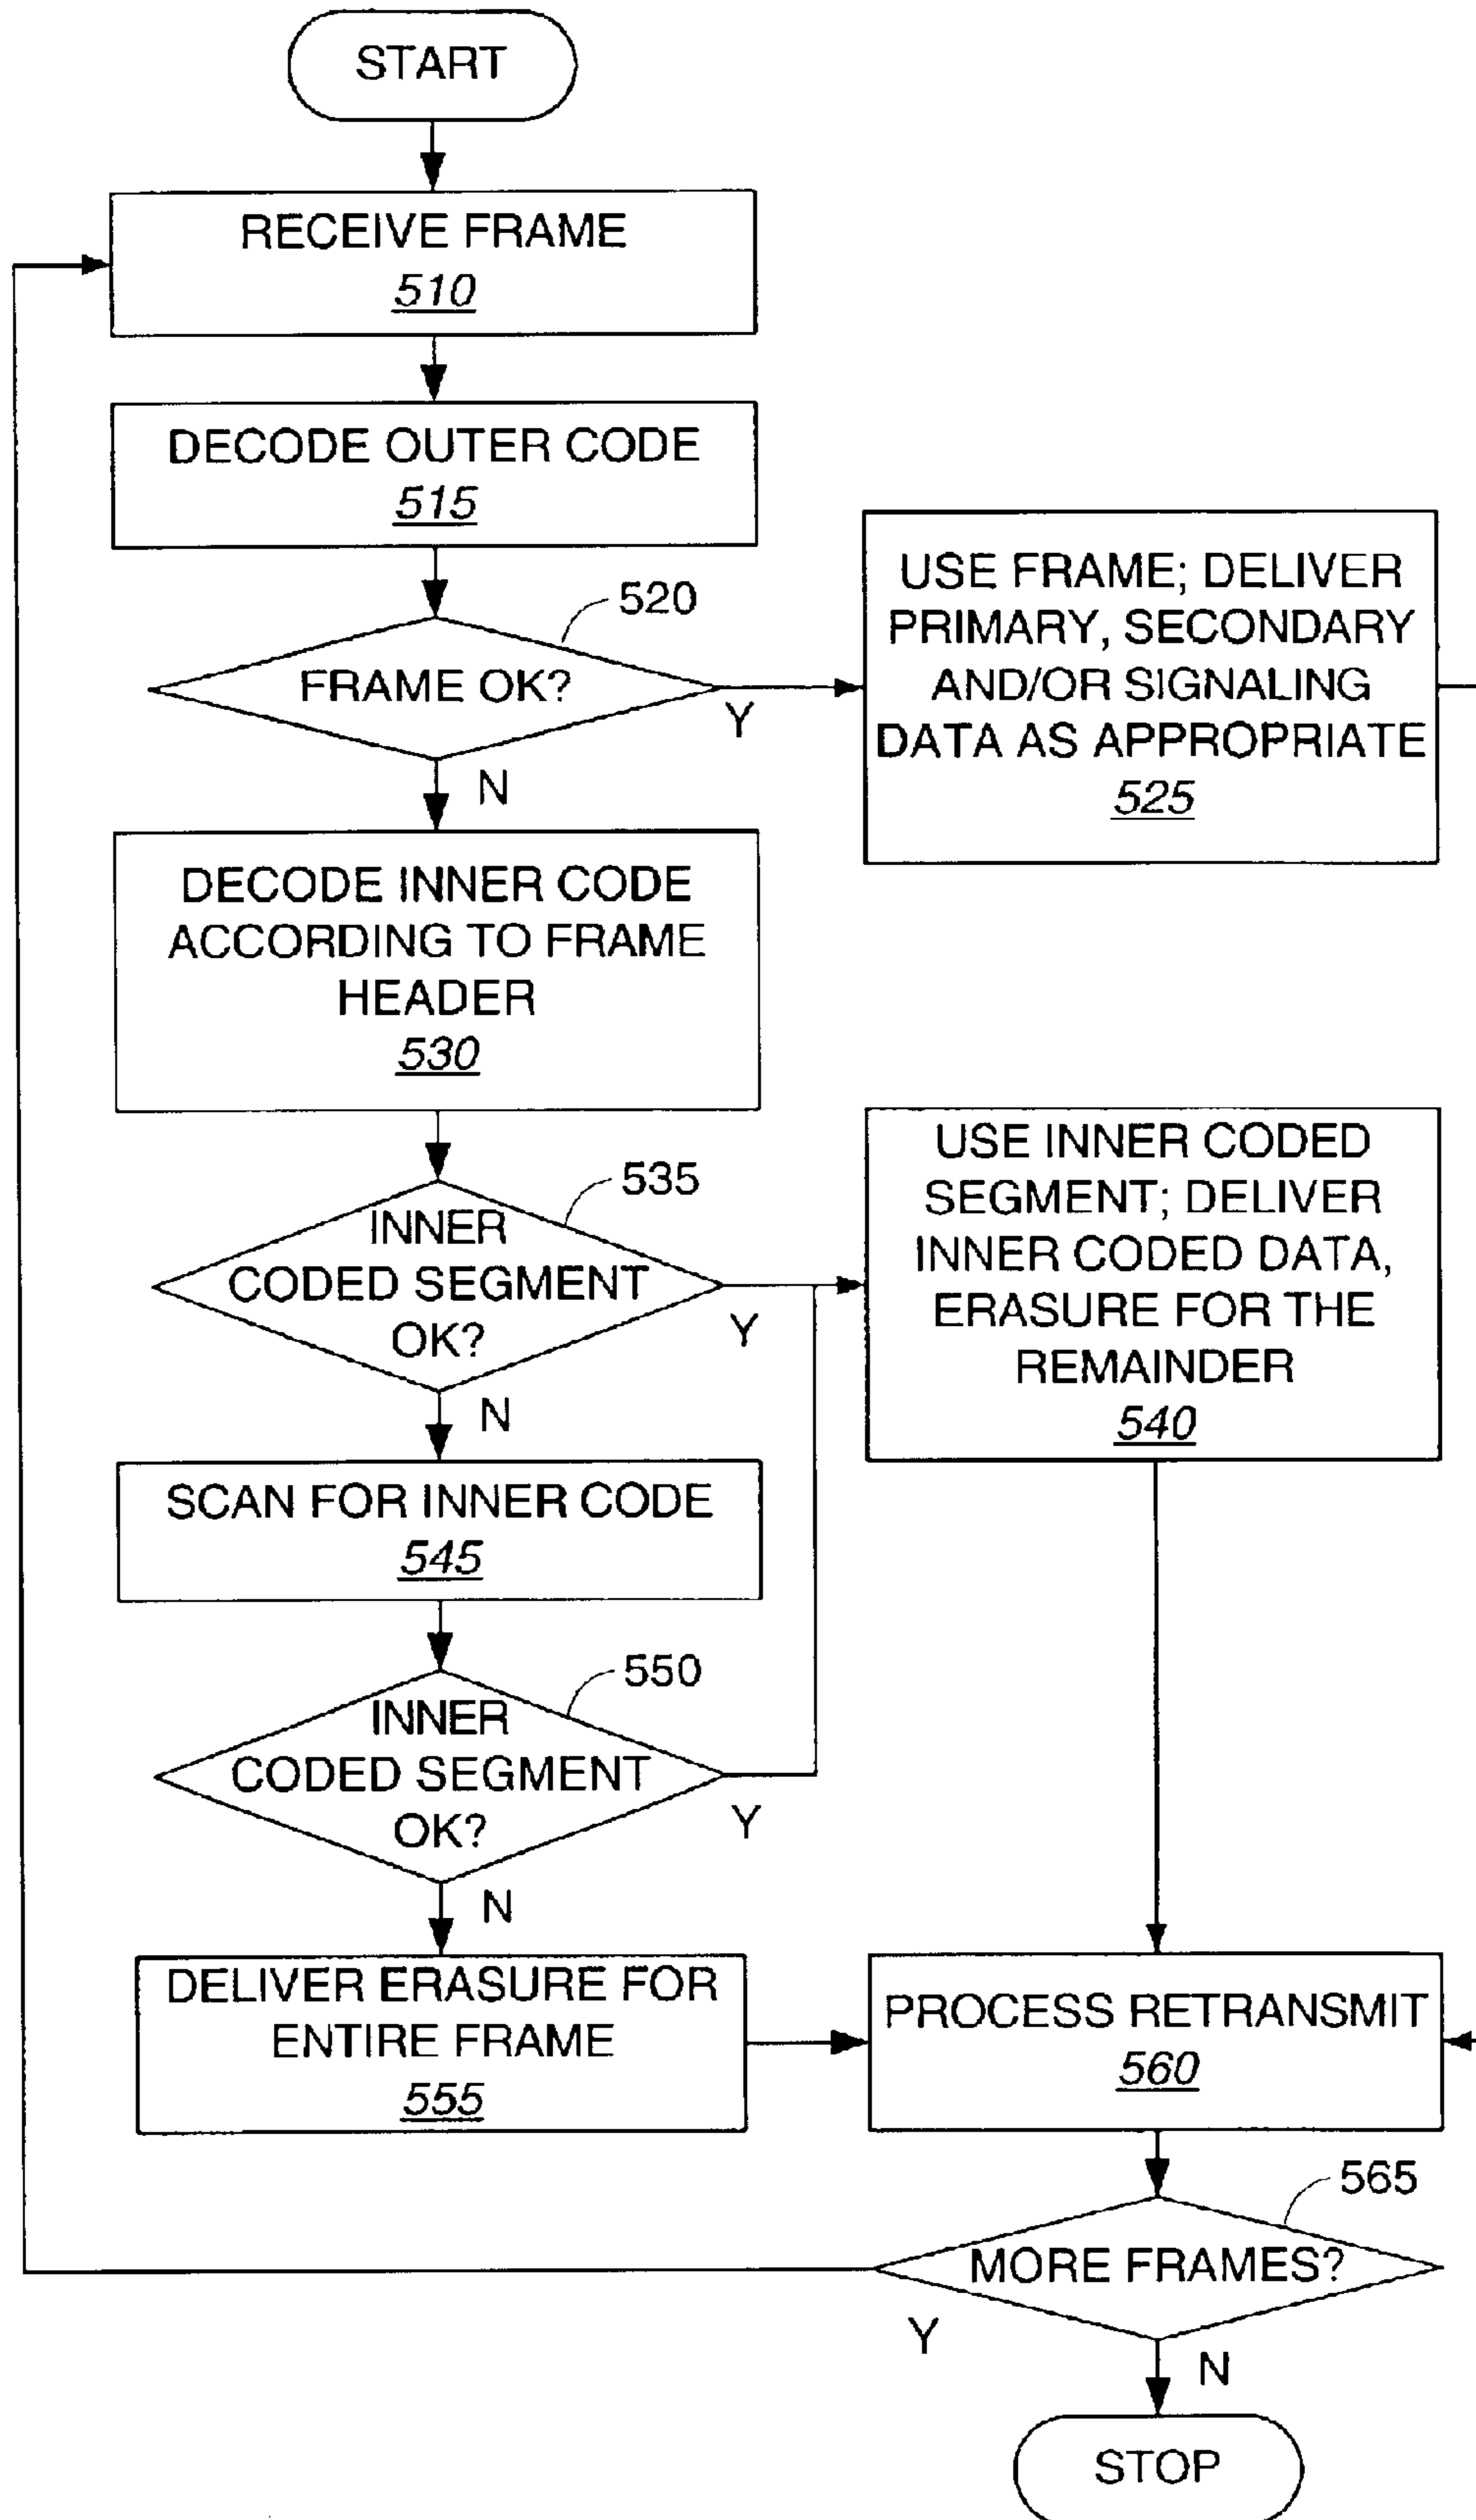 START
RECEIVE FRAME
510
DECODE OUTER CODE
515
520
FRAME OK?
Y
N
USE FRAME; DELIVER
PRIMARY, SECONDARY
AND/OR SIGNALING
DATA AS APPROPRIATE
525
DECODE INNER CODE
ACCORDING TO FRAME
HEADER
530
535
INNER
CODED SEGMENT
OK?
Y
N
USE INNER CODED
SEGMENT; DELIVER
INNER CODED DATA,
ERASURE FOR THE
REMAINDER
540
SCAN FOR INNER CODE
545
550
INNER
CODED SEGMENT
OK?
Y
N
DELIVER ERASURE FOR
ENTIRE FRAME
555
PROCESS RETRANSMIT
560
565
MORE FRAMES?
Y
N
STOP